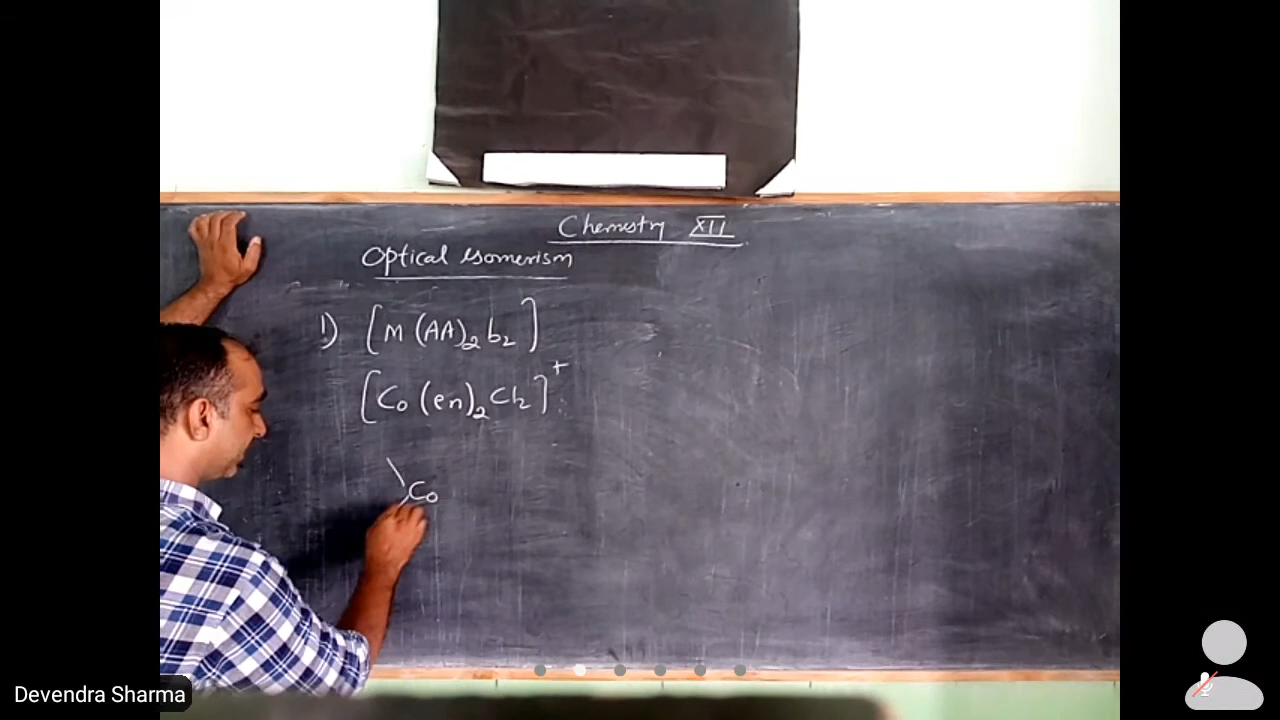 Chemistry XII
Optical isomerism
1) [M (AA)₂ b₂]
[Co (en)₂ Cl₂]⁺
Co
Devendra Sharma